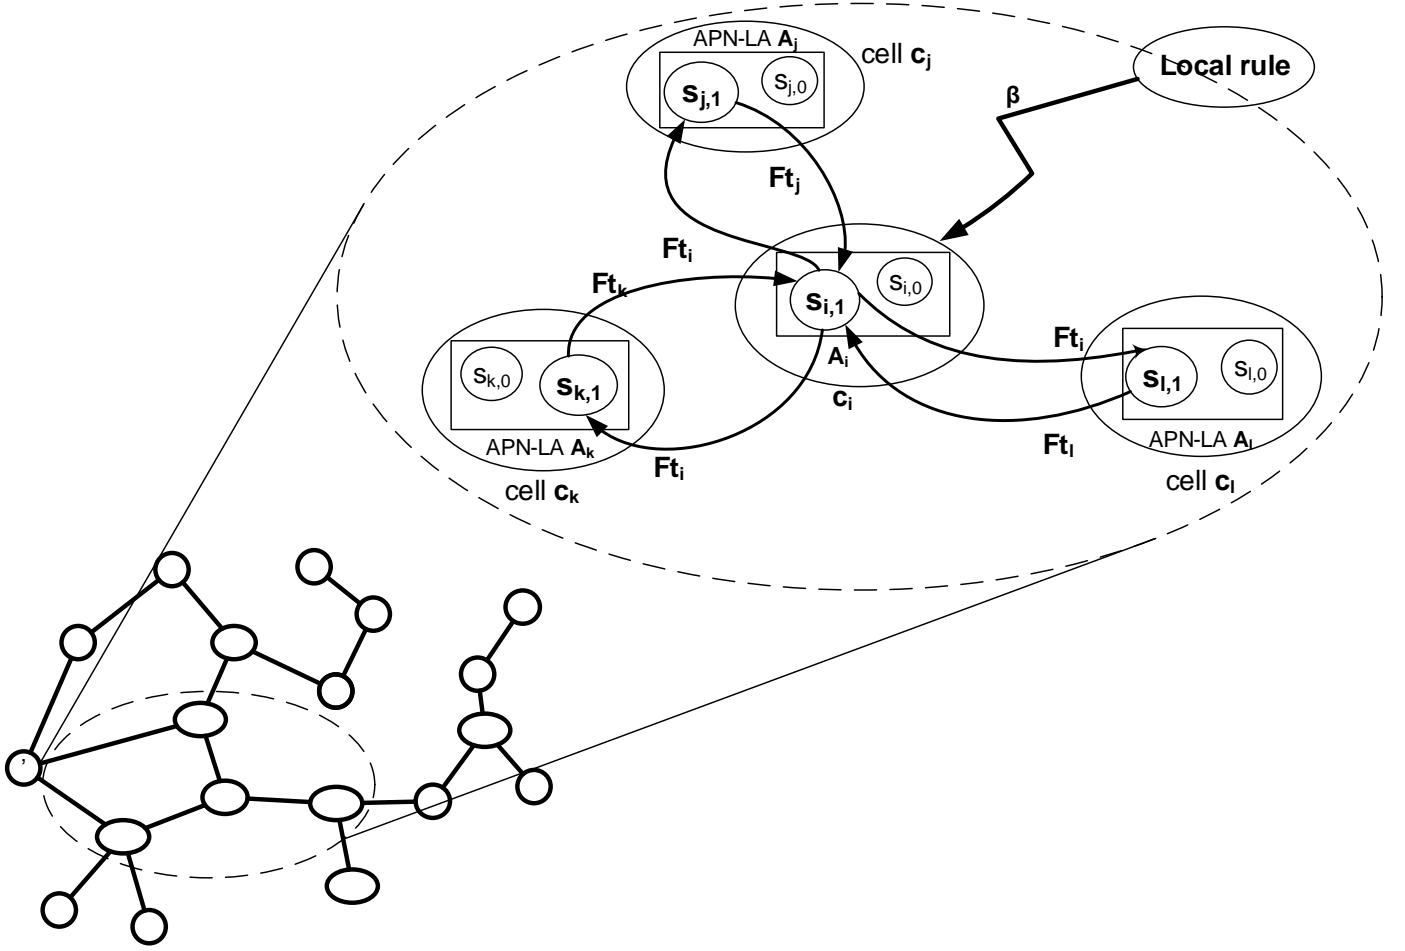 APN-LA Aj
cell cj
sj,1
sj,0
Local rule
β
Ftj
Fti
Ftk
si,1
si,0
Ai
ci
Fti
sk,0
sk,1
APN-LA Ak
cell ck
Fti
sl,1
sl,0
APN-LA Al
cell cl
Ftl